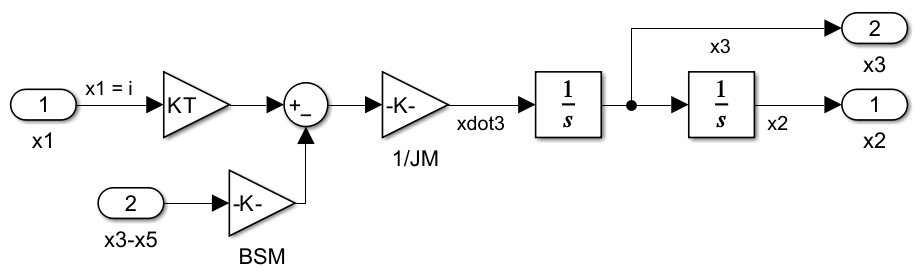 x3
2
x3
1
x1
x1 = i
KT
+
−
-K-
1/JM
xdot3
1
s
1
s
x2
1
x2
2
x3-x5
-K-
BSM